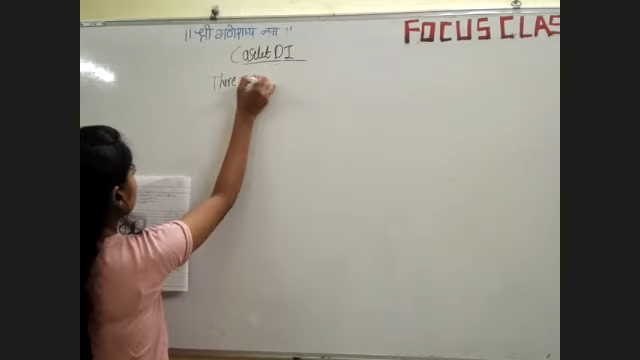 ॥ श्री गणेशाय नमः ॥
FOCUS CLAS
Caselet DI
There